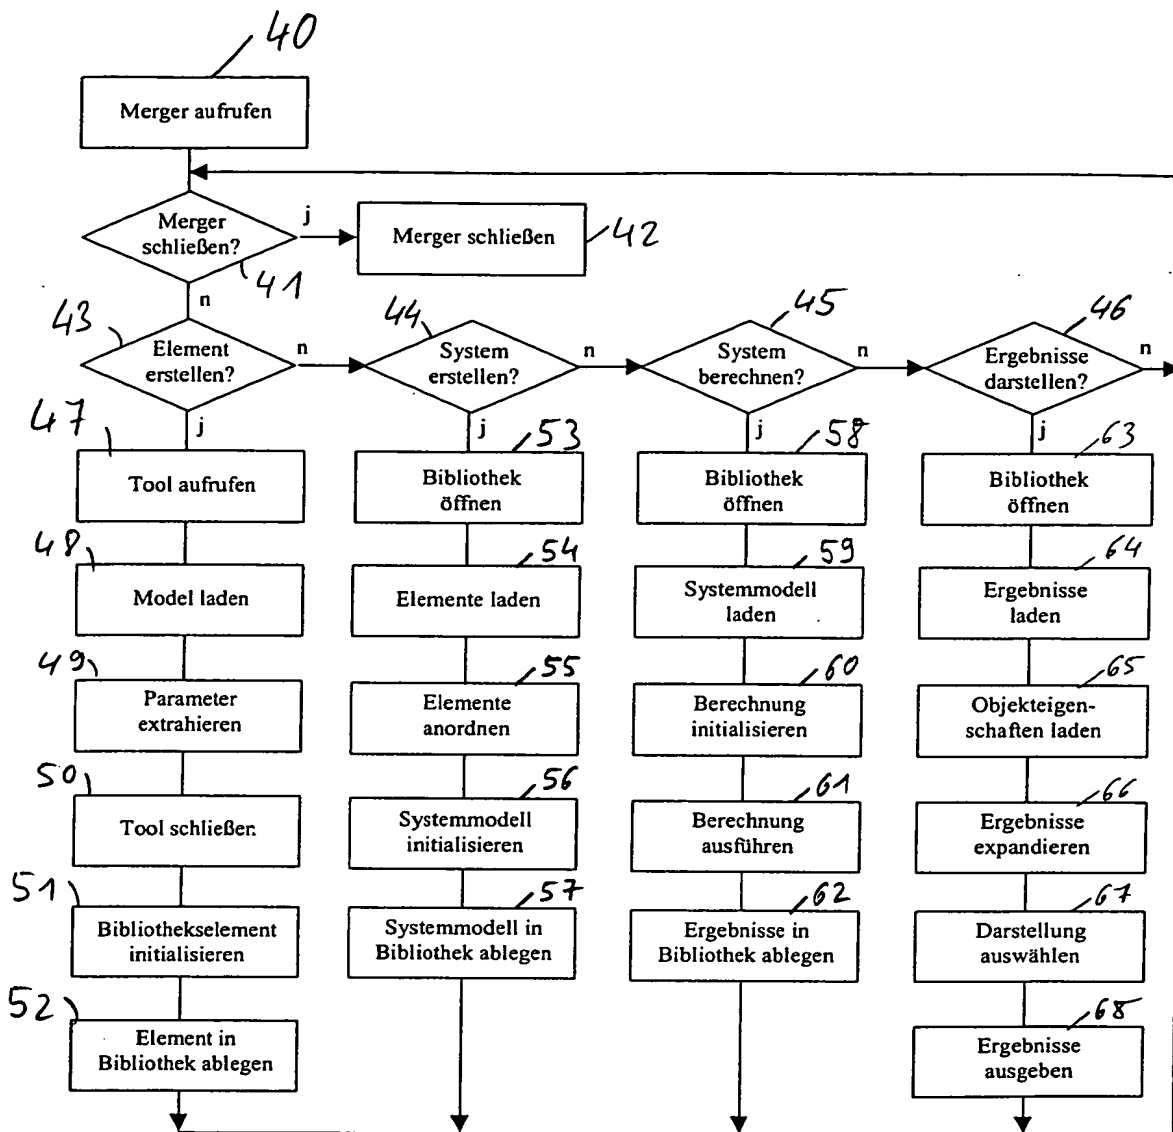 40
Merger aufrufen
Merger
schließen?
j
Merger schließen
42
41
n
43
Element
erstellen?
n
44
System
erstellen?
n
45
System
berechnen?
n
46
Ergebnisse
darstellen?
n
j
j
j
j
47
Tool aufrufen
48
Model laden
49
Parameter
extrahieren
50
Tool schließen
51
Bibliothekselement
initialisieren
52
Element in
Bibliothek ablegen
53
Bibliothek
öffnen
54
Elemente laden
55
Elemente
anordnen
56
Systemmodell
initialisieren
57
Systemmodell in
Bibliothek ablegen
58
Bibliothek
öffnen
59
Systemmodell
laden
60
Berechnung
initialisieren
61
Berechnung
ausführen
62
Ergebnisse in
Bibliothek ablegen
63
Bibliothek
öffnen
64
Ergebnisse
laden
65
Objekteigen-
schaften laden
66
Ergebnisse
expandieren
67
Darstellung
auswählen
68
Ergebnisse
ausgeben